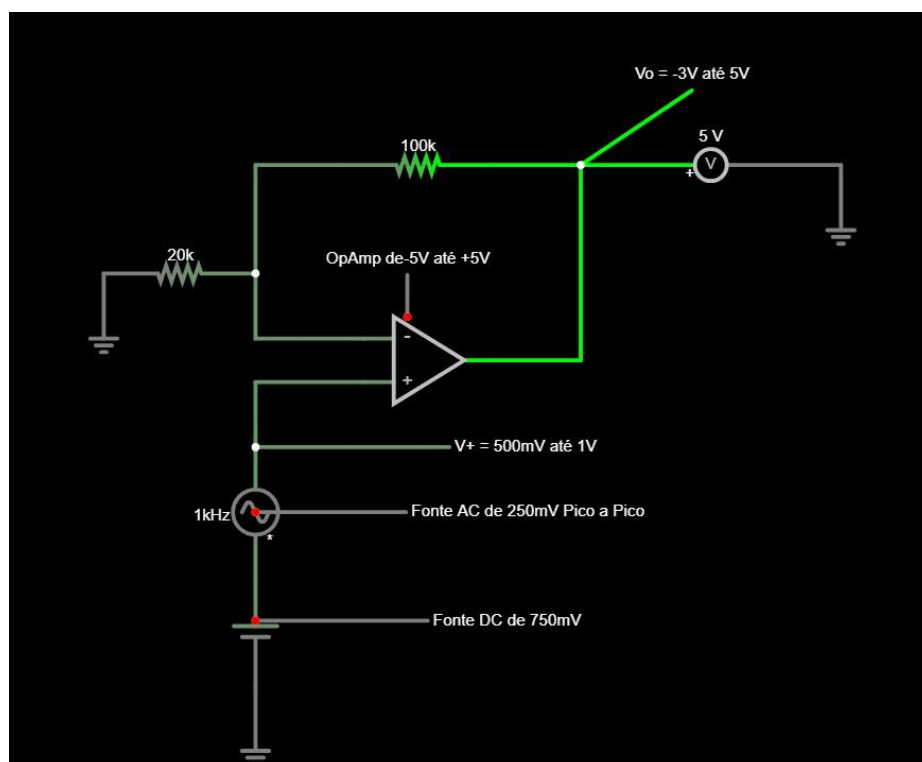 Vo = -3V até 5V
5 V
100k
V
+
20k
OpAmp de-5V até +5V
-
+
V+ = 500mV até 1V
1kHz
Fonte AC de 250mV Pico a Pico
*
Fonte DC de 750mV